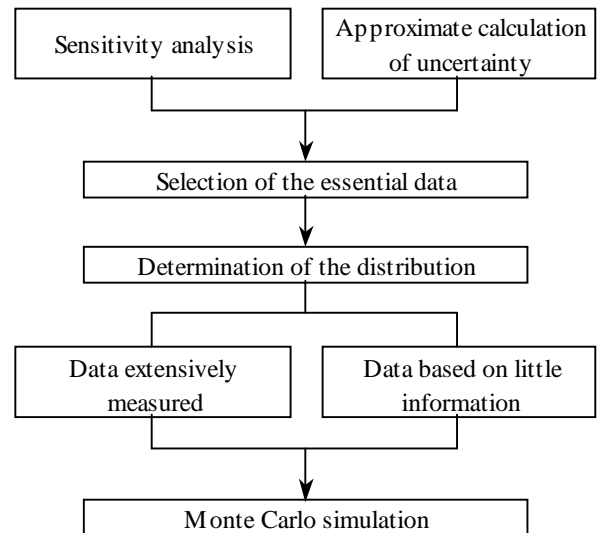 Sensitivity analysis
Approximate calculation
of uncertainty
Selection of the essential data
Determination of the distribution
Data extensively
measured
Data based on little
information
Monte Carlo simulation